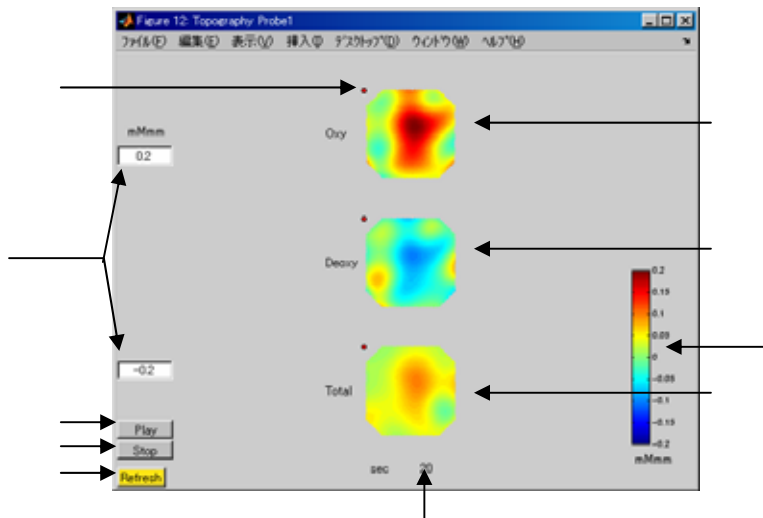 Figure 12: Topography Probe1
ファイル(F) 編集(E) 表示(V) 挿入(I) デスクトップ(D) ウィンドウ(W) ヘルプ(H)
mMmm
0.2
Oxy
Deoxy
0.2
0.15
0.1
0.05
0
-0.05
-0.1
-0.15
-0.2
mMmm
-0.2
Total
Play
Stop
Refresh
sec 20